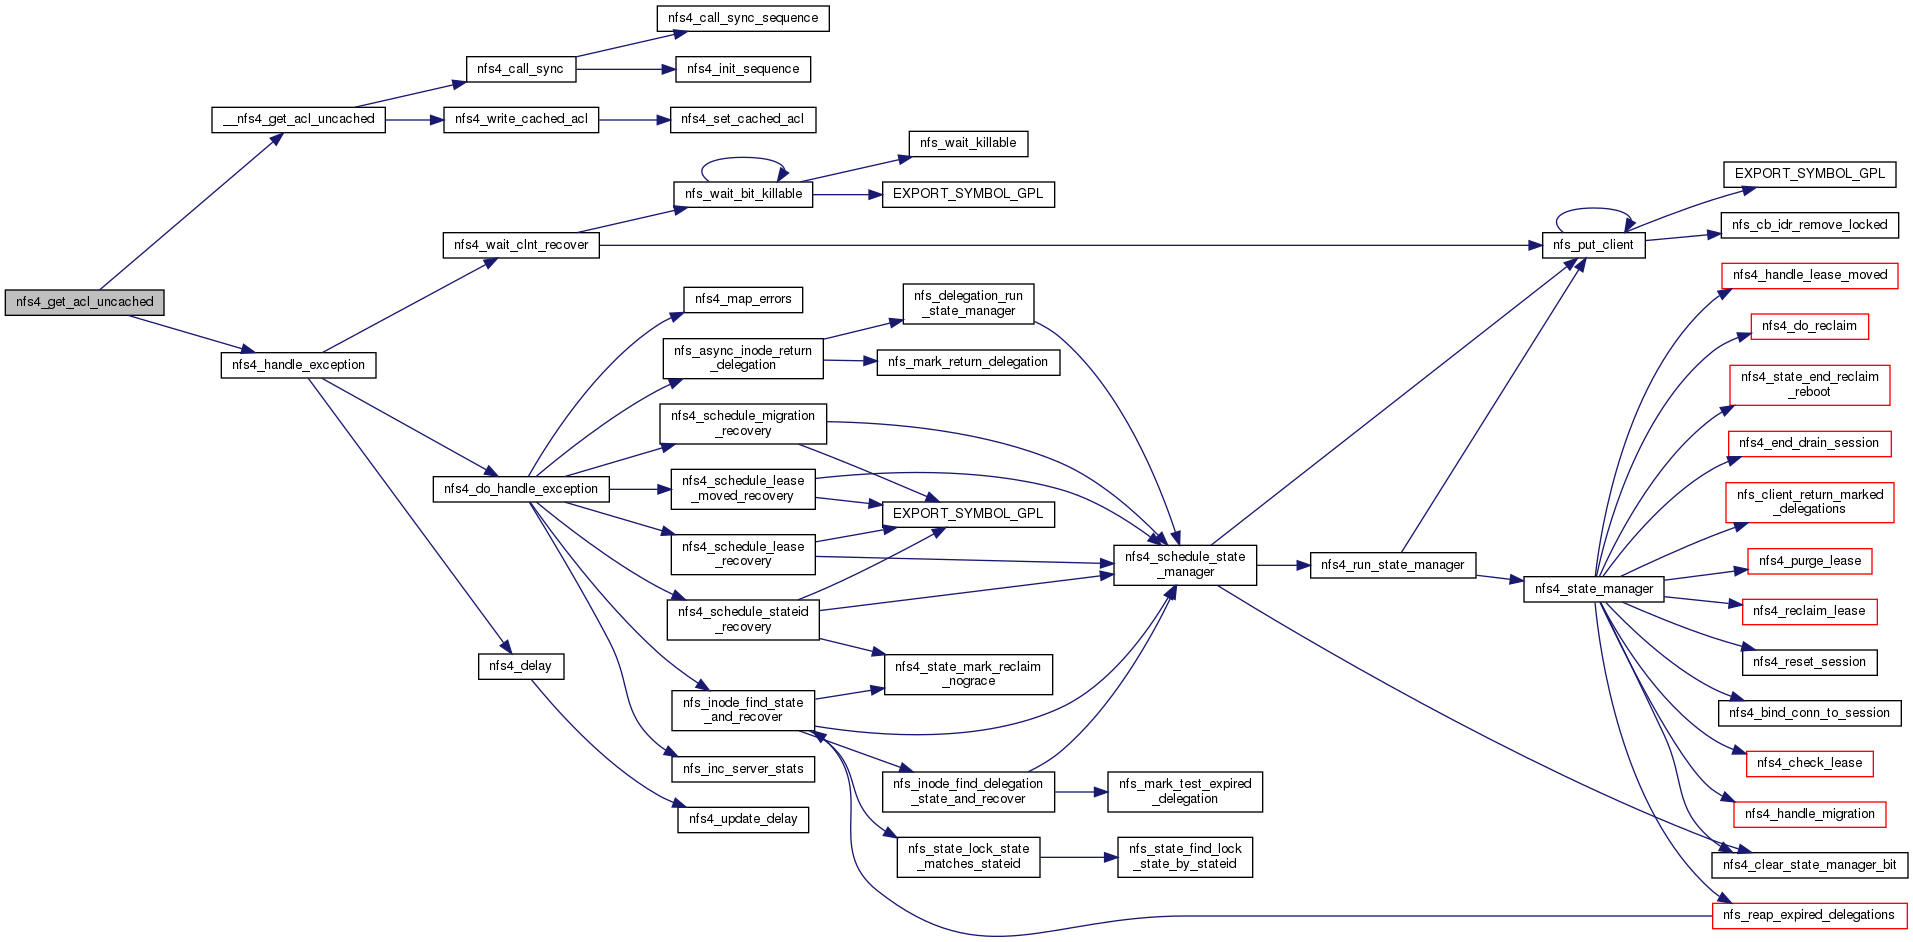 nfs4_call_sync_sequence
nfs4_call_sync
nfs4_init_sequence
__nfs4_get_acl_uncached
nfs4_write_cached_acl
nfs4_set_cached_acl
nfs_wait_killable
nfs_wait_bit_killable
EXPORT_SYMBOL_GPL
EXPORT_SYMBOL_GPL
nfs_cb_idr_remove_locked
nfs4_wait_clnt_recover
nfs_put_client
nfs4_handle_lease_moved
nfs4_get_acl_uncached
nfs4_map_errors
nfs_delegation_run
_state_manager
nfs4_do_reclaim
nfs4_handle_exception
nfs_async_inode_return
_delegation
nfs_mark_return_delegation
nfs4_state_end_reclaim
_reboot
nfs4_schedule_migration
_recovery
nfs4_end_drain_session
nfs4_do_handle_exception
nfs4_schedule_lease
_moved_recovery
EXPORT_SYMBOL_GPL
nfs_client_return_marked
_delegations
nfs4_schedule_lease
_recovery
nfs4_schedule_state
_manager
nfs4_run_state_manager
nfs4_state_manager
nfs4_purge_lease
nfs4_reclaim_lease
nfs4_schedule_stateid
_recovery
nfs4_delay
nfs4_state_mark_reclaim
_nograce
nfs4_reset_session
nfs_inode_find_state
_and_recover
nfs4_bind_conn_to_session
nfs_inc_server_stats
nfs_inode_find_delegation
_state_and_recover
nfs_mark_test_expired
_delegation
nfs4_check_lease
nfs4_update_delay
nfs4_handle_migration
nfs_state_lock_state
_matches_stateid
nfs_state_find_lock
_state_by_stateid
nfs4_clear_state_manager_bit
nfs_reap_expired_delegations